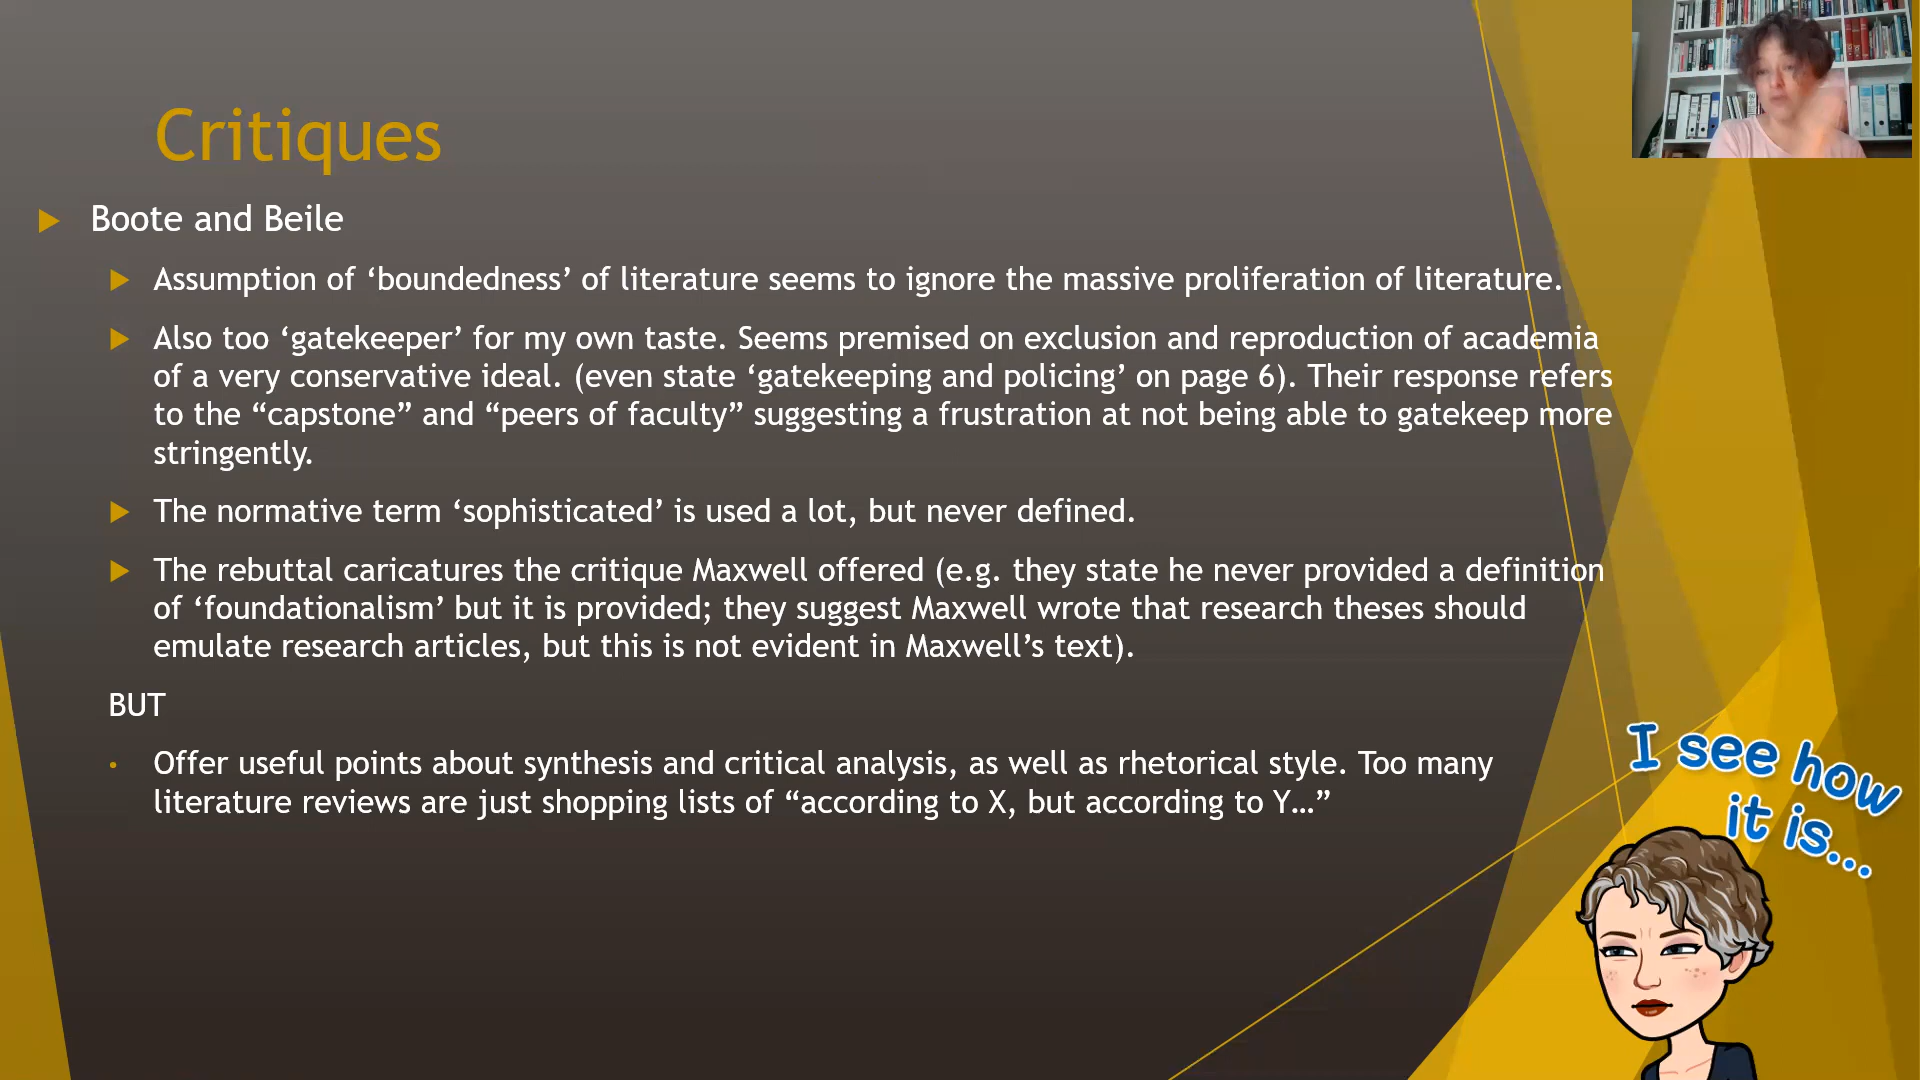 Critiques
Boote and Beile
Assumption of ‘boundedness’ of literature seems to ignore the massive proliferation of literature.
Also too ‘gatekeeper’ for my own taste. Seems premised on exclusion and reproduction of academia
of a very conservative ideal. (even state ‘gatekeeping and policing’ on page 6). Their response refers
to the “capstone” and “peers of faculty” suggesting a frustration at not being able to gatekeep more
stringently.
The normative term ‘sophisticated’ is used a lot, but never defined.
The rebuttal caricatures the critique Maxwell offered (e.g. they state he never provided a definition
of ‘foundationalism’ but it is provided; they suggest Maxwell wrote that research theses should
emulate research articles, but this is not evident in Maxwell’s text).
BUT
Offer useful points about synthesis and critical analysis, as well as rhetorical style. Too many
literature reviews are just shopping lists of “according to X, but according to Y…”
I see how
it is...